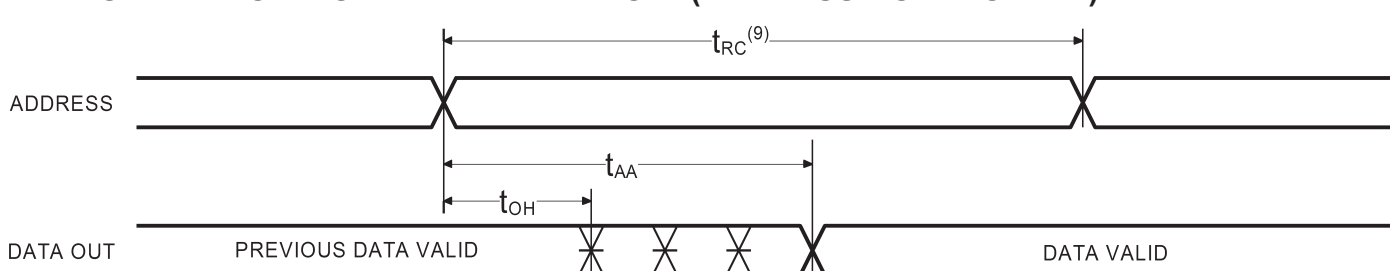 tRC(9)
ADDRESS
tAA
tOH
DATA OUT PREVIOUS DATA VALID DATA VALID